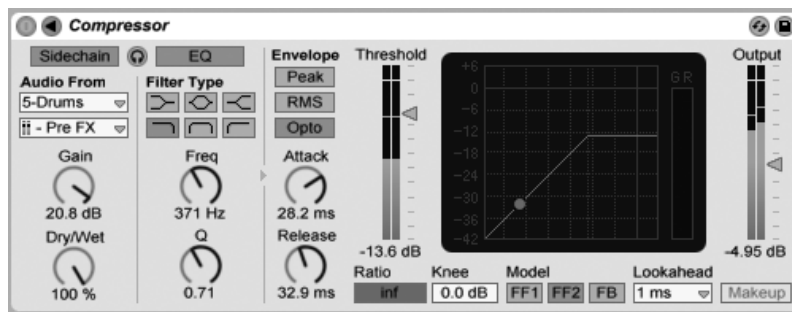 Compressor
Sidechain
EQ
Audio From
5-Drums
- Pre FX
Gain
20.8 dB
Dry/Wet
100 %
Filter Type
Freq
371 Hz
Q
0.71
Envelope
Peak
RMS
Opto
Attack
28.2 ms
Release
32.9 ms
Threshold
-13.6 dB
+6
0
-6
-12
-18
-24
-30
-36
-42
GR
Output
-4.95 dB
Ratio
inf
Knee
0.0 dB
Model
FF1
FF2
FB
Lookahead
1 ms
Makeup